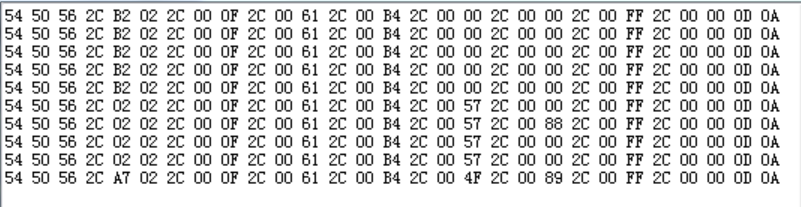 54 50 56 2C B2 02 2C 00 0F 2C 00 61 2C 00 B4 2C 00 00 2C 00 00 2C 00 FF 2C 00 00 0D 0A
54 50 56 2C B2 02 2C 00 0F 2C 00 61 2C 00 B4 2C 00 00 2C 00 00 2C 00 FF 2C 00 00 0D 0A
54 50 56 2C B2 02 2C 00 0F 2C 00 61 2C 00 B4 2C 00 00 2C 00 00 2C 00 FF 2C 00 00 0D 0A
54 50 56 2C B2 02 2C 00 0F 2C 00 61 2C 00 B4 2C 00 00 2C 00 00 2C 00 FF 2C 00 00 0D 0A
54 50 56 2C B2 02 2C 00 0F 2C 00 61 2C 00 B4 2C 00 00 2C 00 00 2C 00 FF 2C 00 00 0D 0A
54 50 56 2C 02 02 2C 00 0F 2C 00 61 2C 00 B4 2C 00 57 2C 00 00 2C 00 FF 2C 00 00 0D 0A
54 50 56 2C 02 02 2C 00 0F 2C 00 61 2C 00 B4 2C 00 57 2C 00 88 2C 00 FF 2C 00 00 0D 0A
54 50 56 2C 02 02 2C 00 0F 2C 00 61 2C 00 B4 2C 00 57 2C 00 00 2C 00 FF 2C 00 00 0D 0A
54 50 56 2C 02 02 2C 00 0F 2C 00 61 2C 00 B4 2C 00 57 2C 00 00 2C 00 FF 2C 00 00 0D 0A
54 50 56 2C A7 02 2C 00 0F 2C 00 61 2C 00 B4 2C 00 4F 2C 00 89 2C 00 FF 2C 00 00 0D 0A